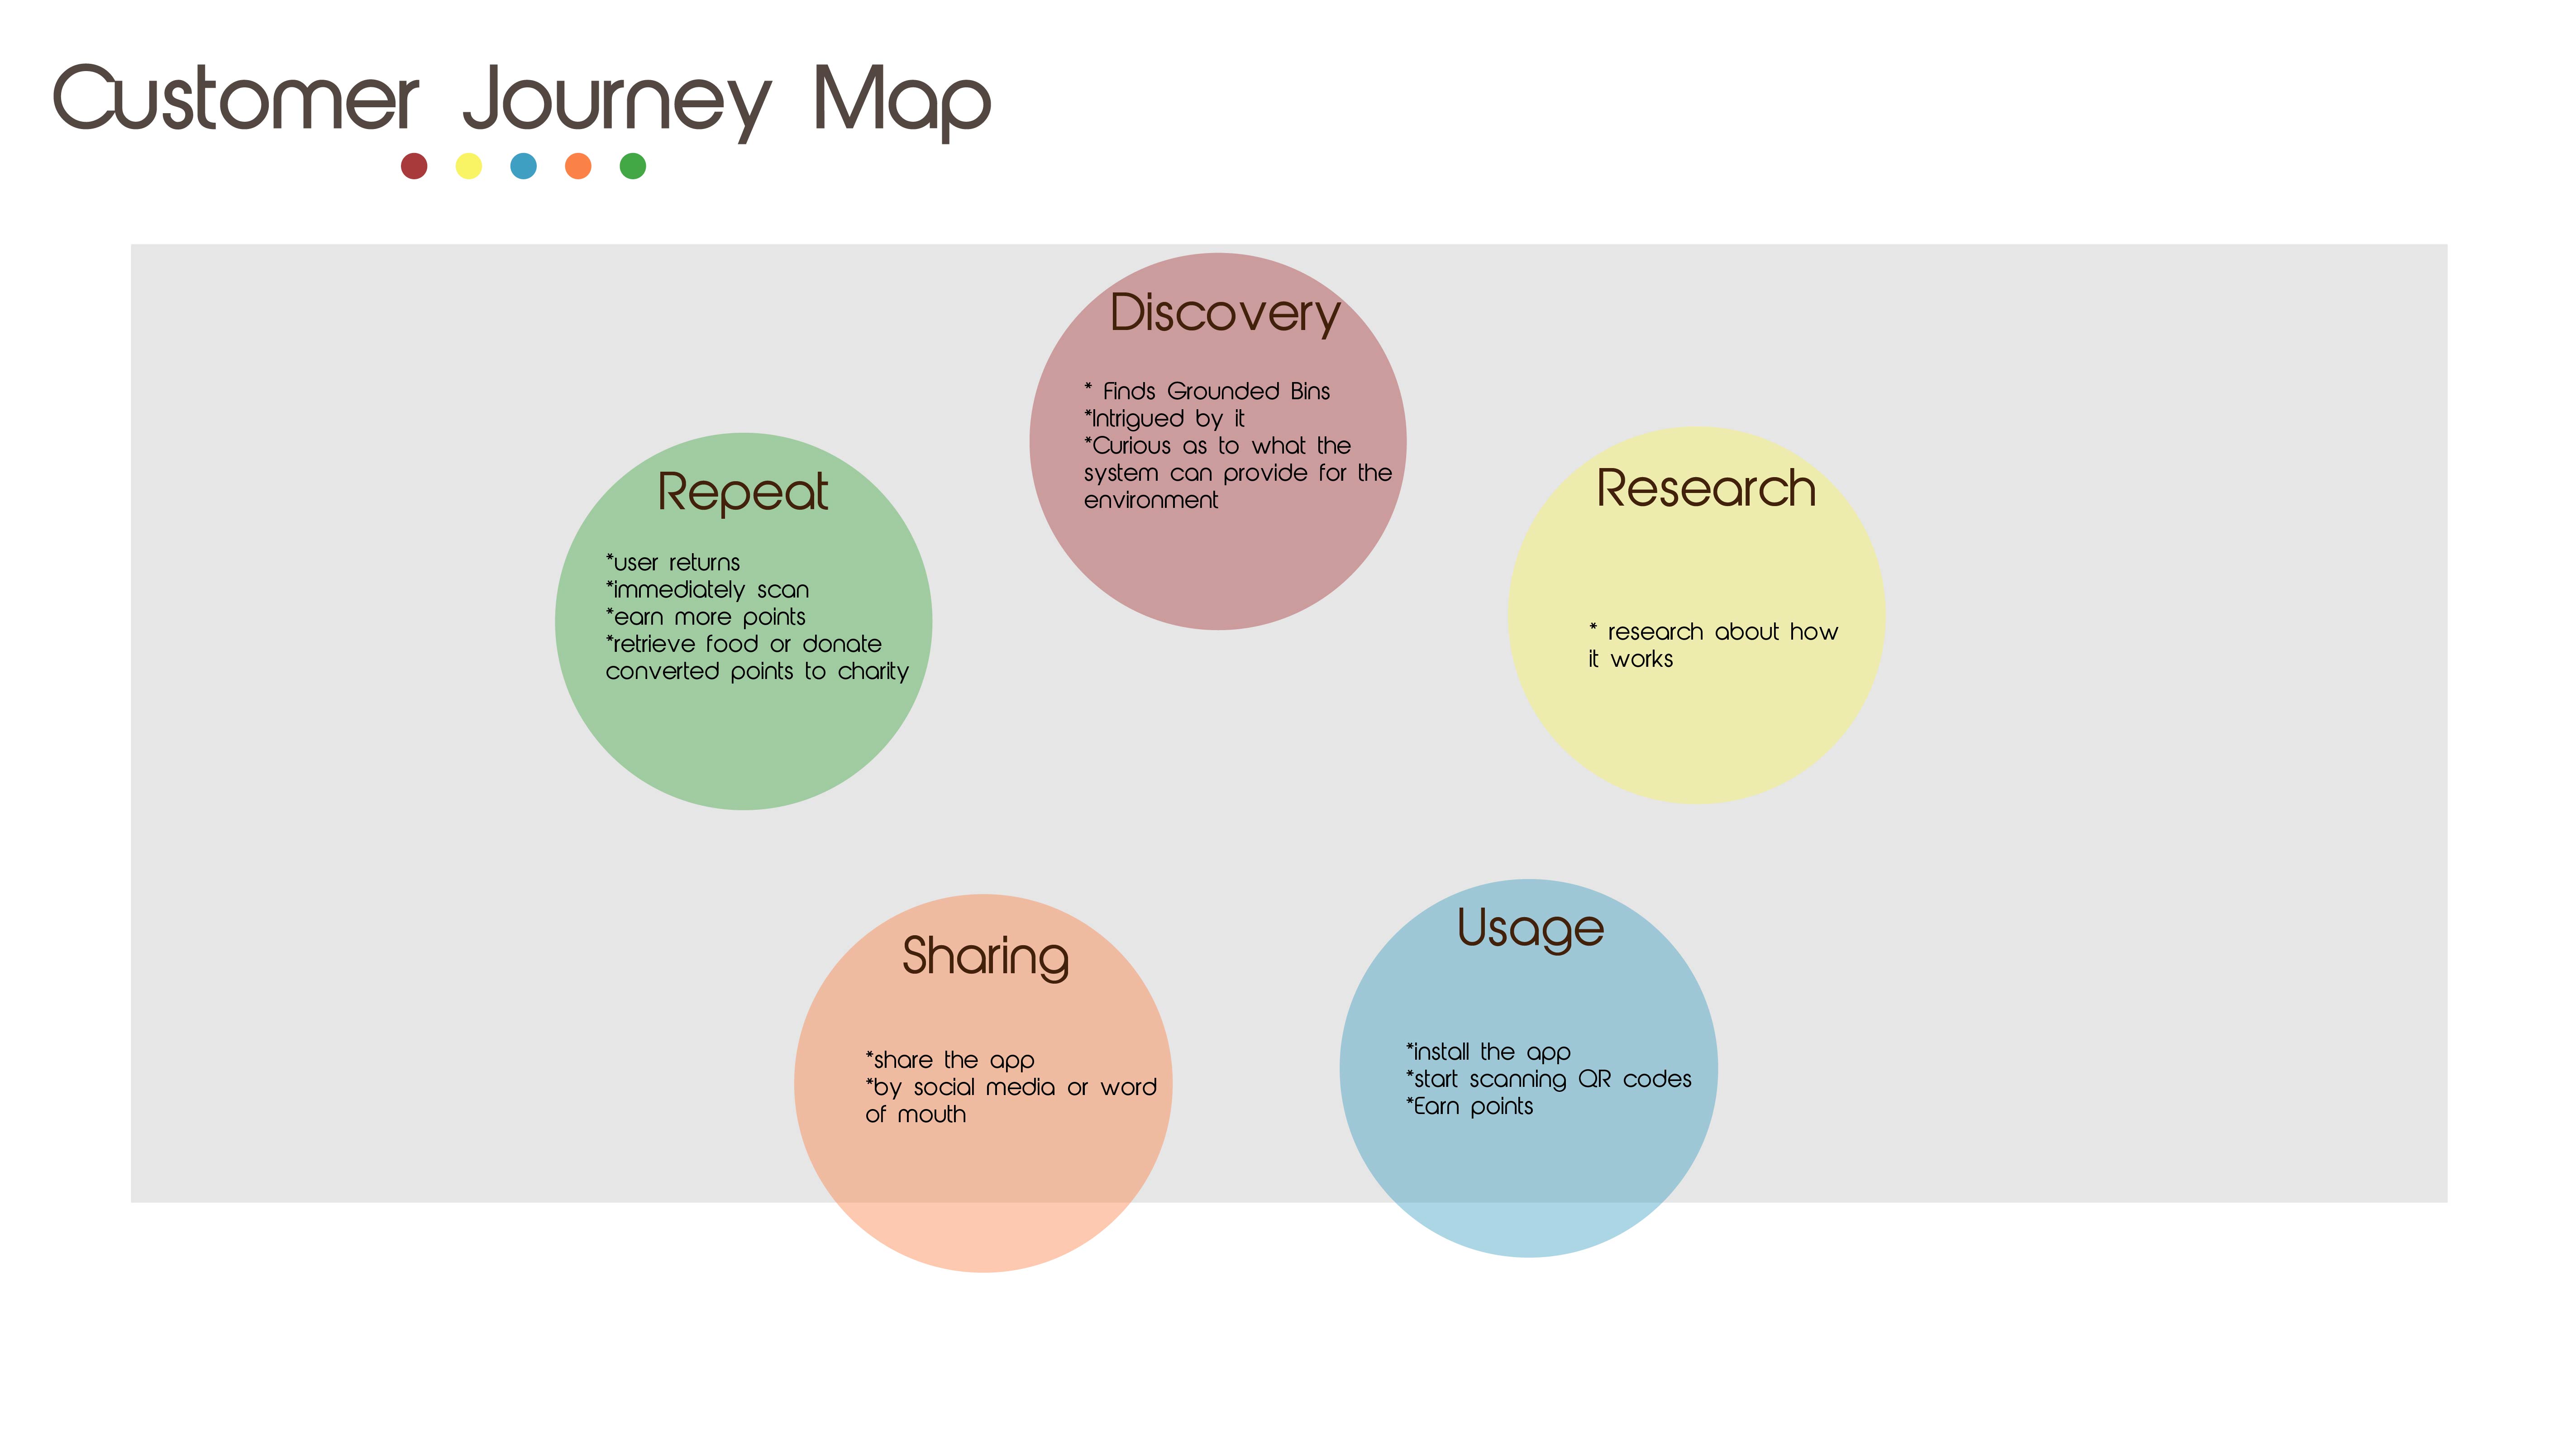 Customer Journey Map
Discovery
* Finds Grounded Bins
*Intrigued by it
*Curious as to what the
system can provide for the
environment
Research
* research about how
it works
Usage
*install the app
*start scanning QR codes
*Earn points
Sharing
*share the app
*by social media or word
of mouth
Repeat
*user returns
*immediately scan
*earn more points
*retrieve food or donate
converted points to charity